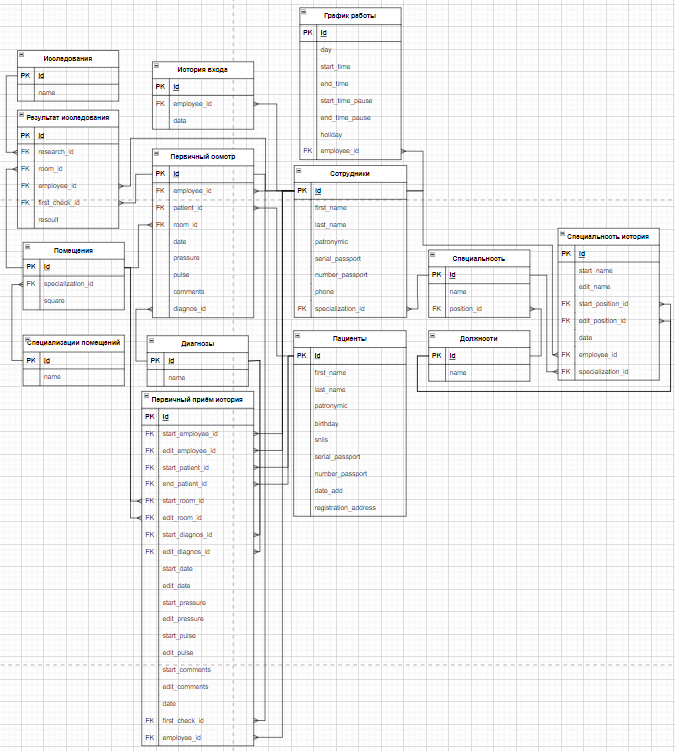 График работы
PK id
day
start_time
end_time
start_time_pause
end_time_pause
holiday
FK employee_id
Исследования
PK id
name
История входа
PK id
FK employee_id
data
Результат исследования
PK id
FK research_id
FK room_id
FK employee_id
FK first_check_id
resoult
Первичный осмотр
PK id
FK employee_id
FK patient_id
FK room_id
date
pressure
pulse
comments
FK diagnos_id
Сотрудники
PK id
first_name
last_name
patronymic
serial_passport
number_passport
phone
FK specialization_id
Специальность
PK id
name
FK position_id
Специальность история
PK id
start_name
edit_name
FK start_position_id
FK edit_position_id
date
FK employee_id
FK specialization_id
Помещения
PK id
FK specialization_id
square
Специализации помещений
PK id
name
Диагнозы
PK id
name
Пациенты
PK id
first_name
last_name
patronymic
birthday
snils
serial_passport
number_passport
date_add
registration_address
Должности
PK id
name
Первичный приём история
PK id
FK start_employee_id
FK edit_employee_id
FK start_patient_id
FK end_patient_id
FK start_room_id
FK edit_room_id
FK start_diagnos_id
FK edit_diagnos_id
start_date
edit_date
start_pressure
edit_pressure
start_pulse
edit_pulse
start_comments
edit_comments
date
FK first_check_id
FK employee_id